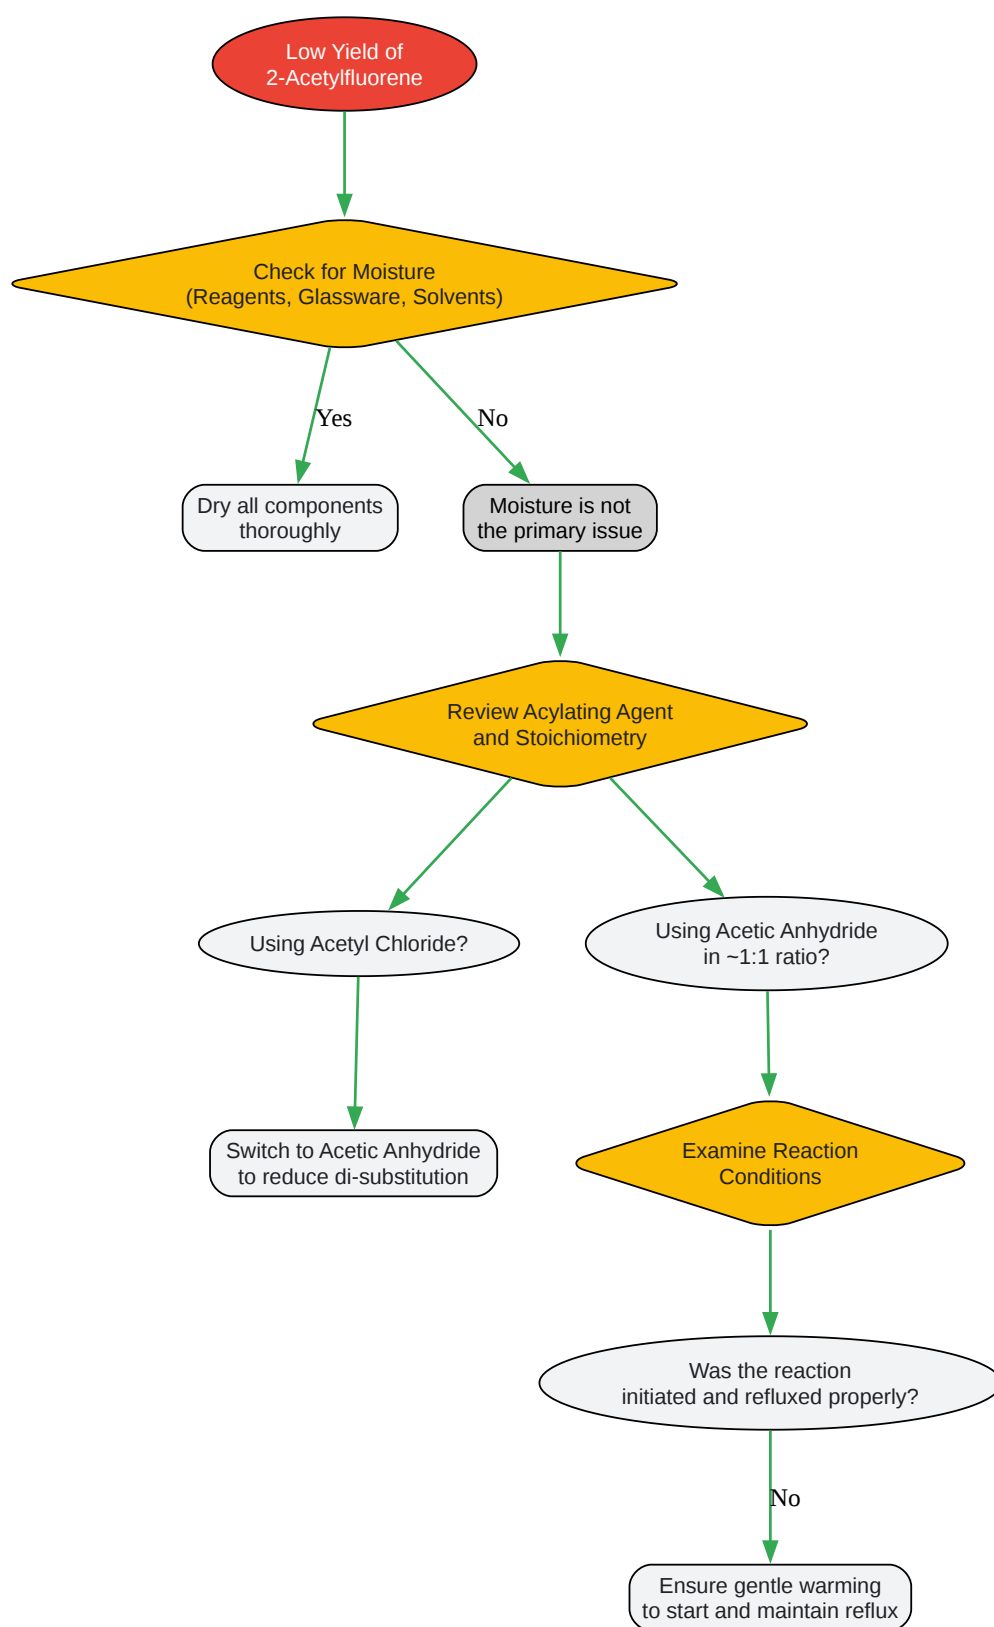 Low Yield of
2-Acetylfluorene
Check for Moisture
(Reagents, Glassware, Solvents)
Yes
No
Dry all components
thoroughly
Moisture is not
the primary issue
Review Acylating Agent
and Stoichiometry
Using Acetyl Chloride?
Using Acetic Anhydride
in ~1:1 ratio?
Switch to Acetic Anhydride
to reduce di-substitution
Examine Reaction
Conditions
Was the reaction
initiated and refluxed properly?
No
Ensure gentle warming
to start and maintain reflux